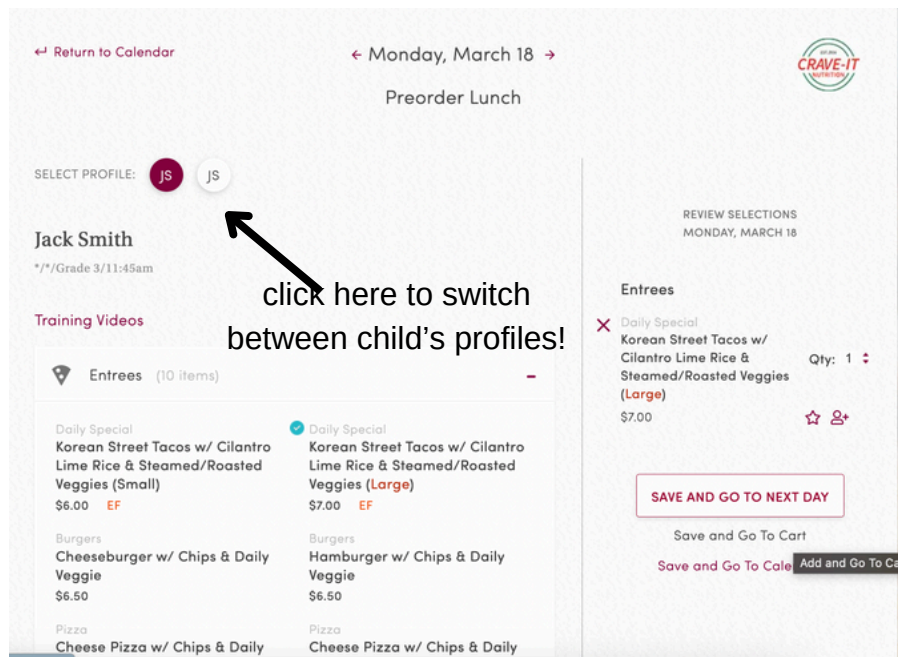 ↵ Return to Calendar
← Monday, March 18 →
Preorder Lunch
EST. 2010
CRAVE-IT
NUTRITION
SELECT PROFILE: JS JS
Jack Smith
*/*/Grade 3/11:45am
click here to switch
between child’s profiles!
Training Videos
Entrees (10 items) –
Daily Special
Korean Street Tacos w/ Cilantro
Lime Rice & Steamed/Roasted
Veggies (Small)
$6.00 EF
Daily Special
Korean Street Tacos w/ Cilantro
Lime Rice & Steamed/Roasted
Veggies (Large)
$7.00 EF
Burgers
Cheeseburger w/ Chips & Daily
Veggie
$6.50
Burgers
Hamburger w/ Chips & Daily
Veggie
$6.50
Pizza
Cheese Pizza w/ Chips & Daily
Pizza
Cheese Pizza w/ Chips & Daily
REVIEW SELECTIONS
MONDAY, MARCH 18
Entrees
Daily Special
Korean Street Tacos w/
Cilantro Lime Rice &
Steamed/Roasted Veggies
(Large)
Qty: 1
$7.00
SAVE AND GO TO NEXT DAY
Save and Go To Cart
Save and Go To Cale
Add and Go To Ca